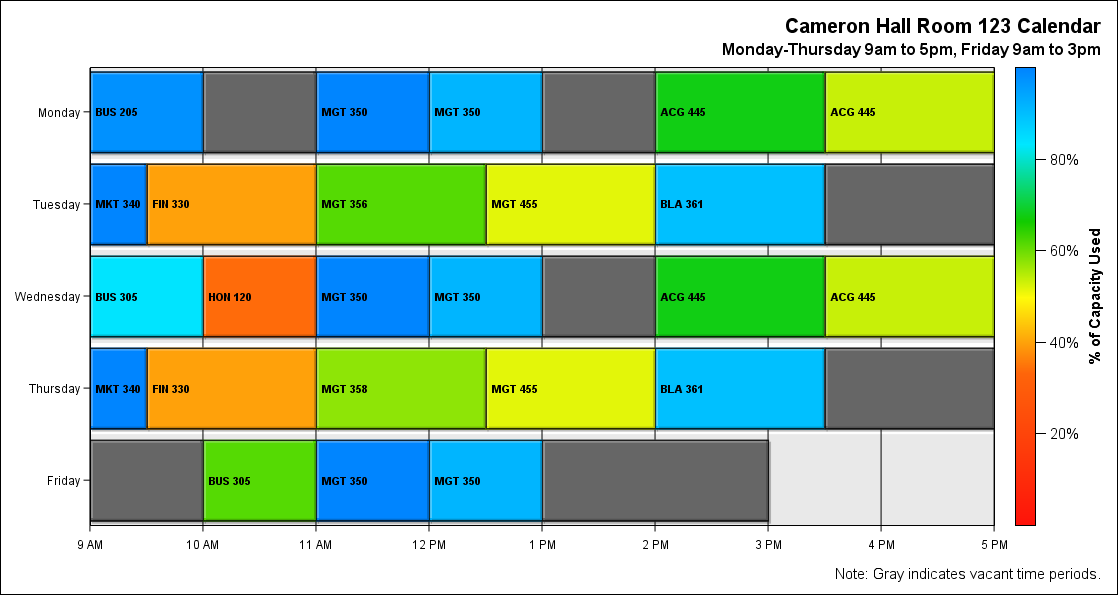 Cameron Hall Room 123 Calendar
Monday-Thursday 9am to 5pm, Friday 9am to 3pm
Monday
BUS 205
MGT 350
MGT 350
ACG 445
ACG 445
Tuesday
MKT 340
FIN 330
MGT 356
MGT 455
BLA 361
Wednesday
BUS 305
HON 120
MGT 350
MGT 350
ACG 445
ACG 445
Thursday
MKT 340
FIN 330
MGT 358
MGT 455
BLA 361
Friday
BUS 305
MGT 350
MGT 350
9 AM
10 AM
11 AM
12 PM
1 PM
2 PM
3 PM
4 PM
5 PM
80%
60%
40%
20%
% of Capacity Used
Note: Gray indicates vacant time periods.